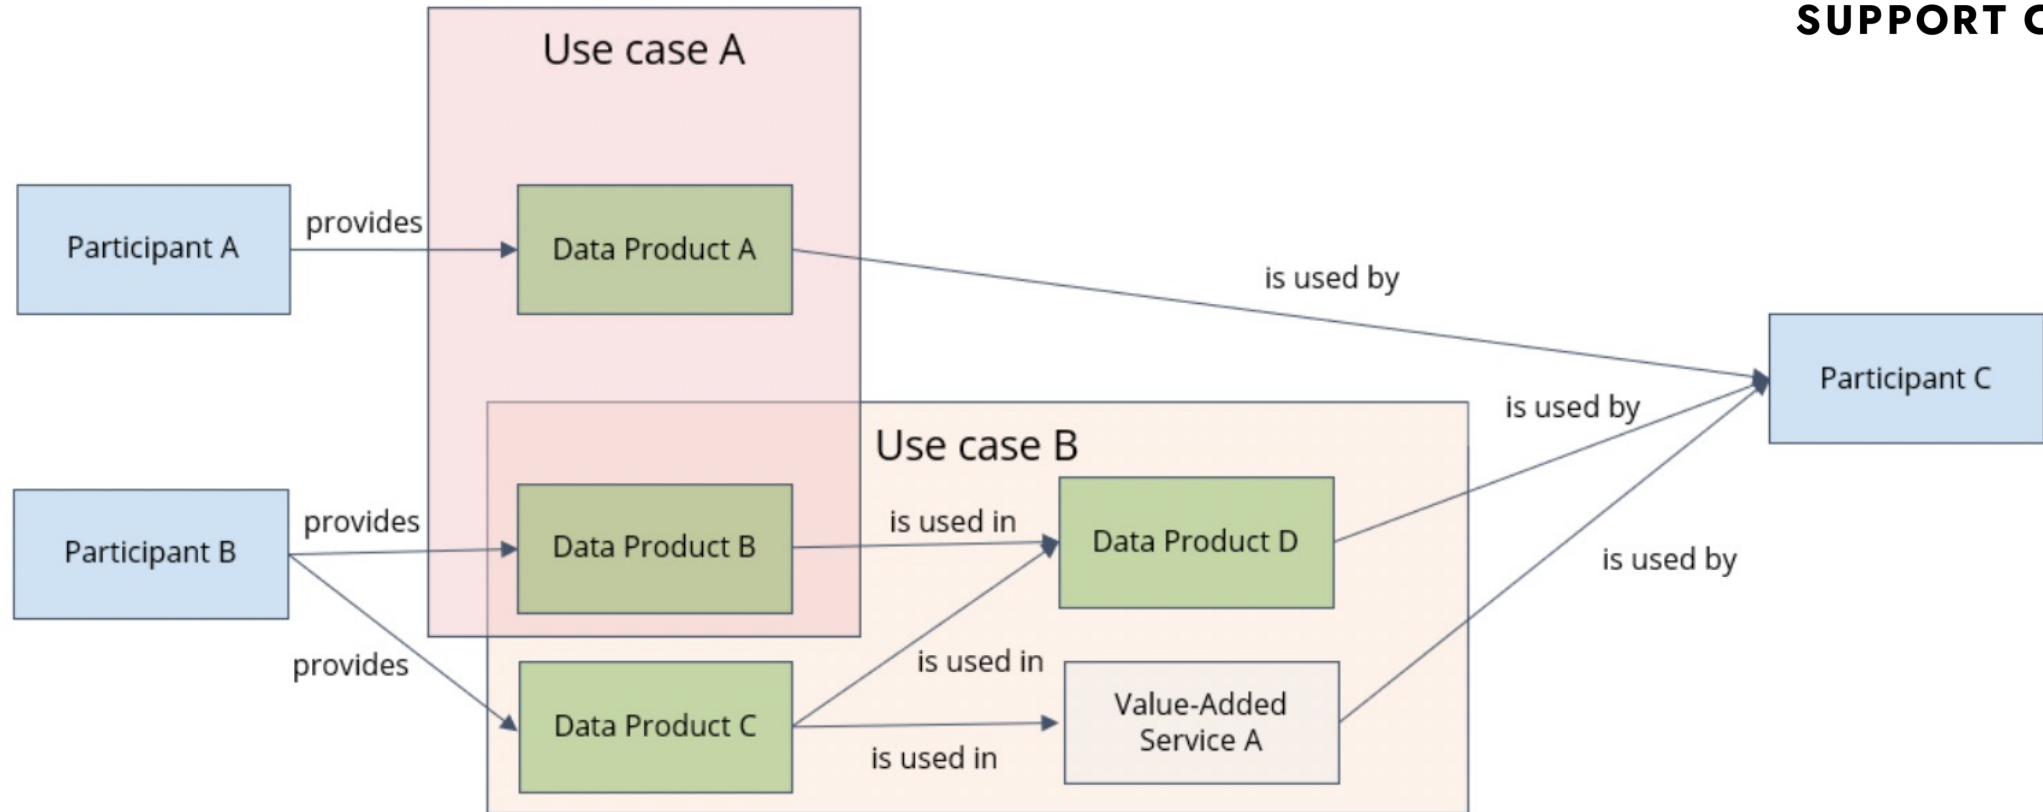 SUPPORT C
Use case A
Participant A
provides
Data Product A
is used by
Participant C
is used by
Use case B
Participant B
provides
Data Product B
is used in
Data Product D
is used by
provides
is used in
Data Product C
Value-Added
Service A
is used in